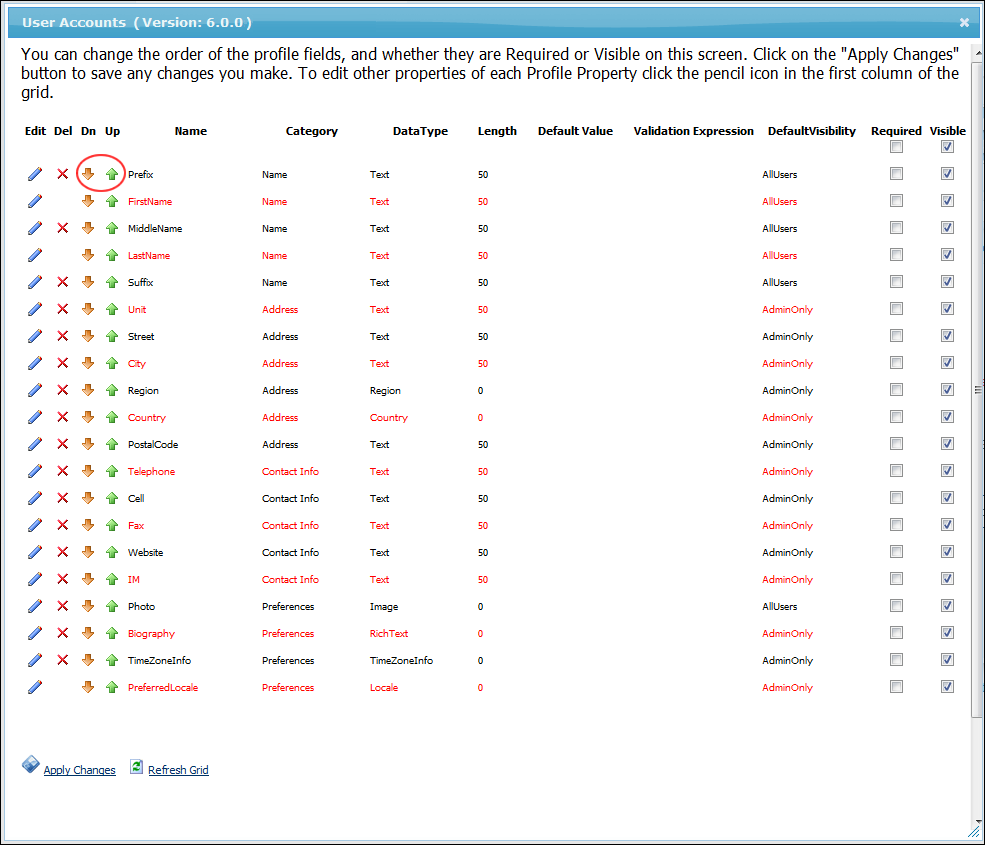 User Accounts (Version: 6.0.0)
You can change the order of the profile fields, and whether they are Required or Visible on this screen. Click on the "Apply Changes"
button to save any changes you make. To edit other properties of each Profile Property click the pencil icon in the first column of the
grid.
Edit Del Dn Up Name Category DataType Length Default Value Validation Expression DefaultVisibility Required Visible
Prefix Name Text 50 AllUsers
FirstName Name Text 50 AllUsers
MiddleName Name Text 50 AllUsers
LastName Name Text 50 AllUsers
Suffix Name Text 50 AllUsers
Unit Address Text 50 AdminOnly
Street Address Text 50 AdminOnly
City Address Text 50 AdminOnly
Region Address Region 0 AdminOnly
Country Address Country 0 AdminOnly
PostalCode Address Text 50 AdminOnly
Telephone Contact Info Text 50 AdminOnly
Cell Contact Info Text 50 AdminOnly
Fax Contact Info Text 50 AdminOnly
Website Contact Info Text 50 AdminOnly
IM Contact Info Text 50 AdminOnly
Photo Preferences Image 0 AllUsers
Biography Preferences RichText 0 AdminOnly
TimeZoneInfo Preferences TimeZoneInfo 0 AdminOnly
PreferredLocale Preferences Locale 0 AdminOnly
Apply Changes Refresh Grid